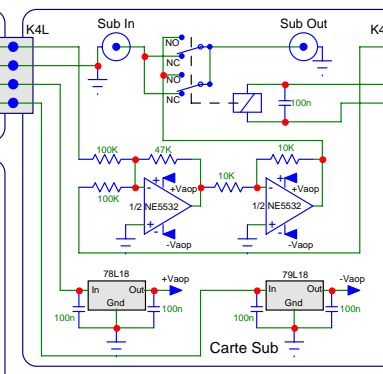 K4L
Sub In
Sub Out
K4
NO
NC
NO
NC
100n
100K
47K
10K
10K
100K
+Vaop
+Vaop
1/2 NE5532
1/2 NE5532
-Vaop
-Vaop
78L18
79L18
+Vaop
-Vaop
In
Out
In
Out
Gnd
Gnd
100n
100n
100n
100n
Carte Sub